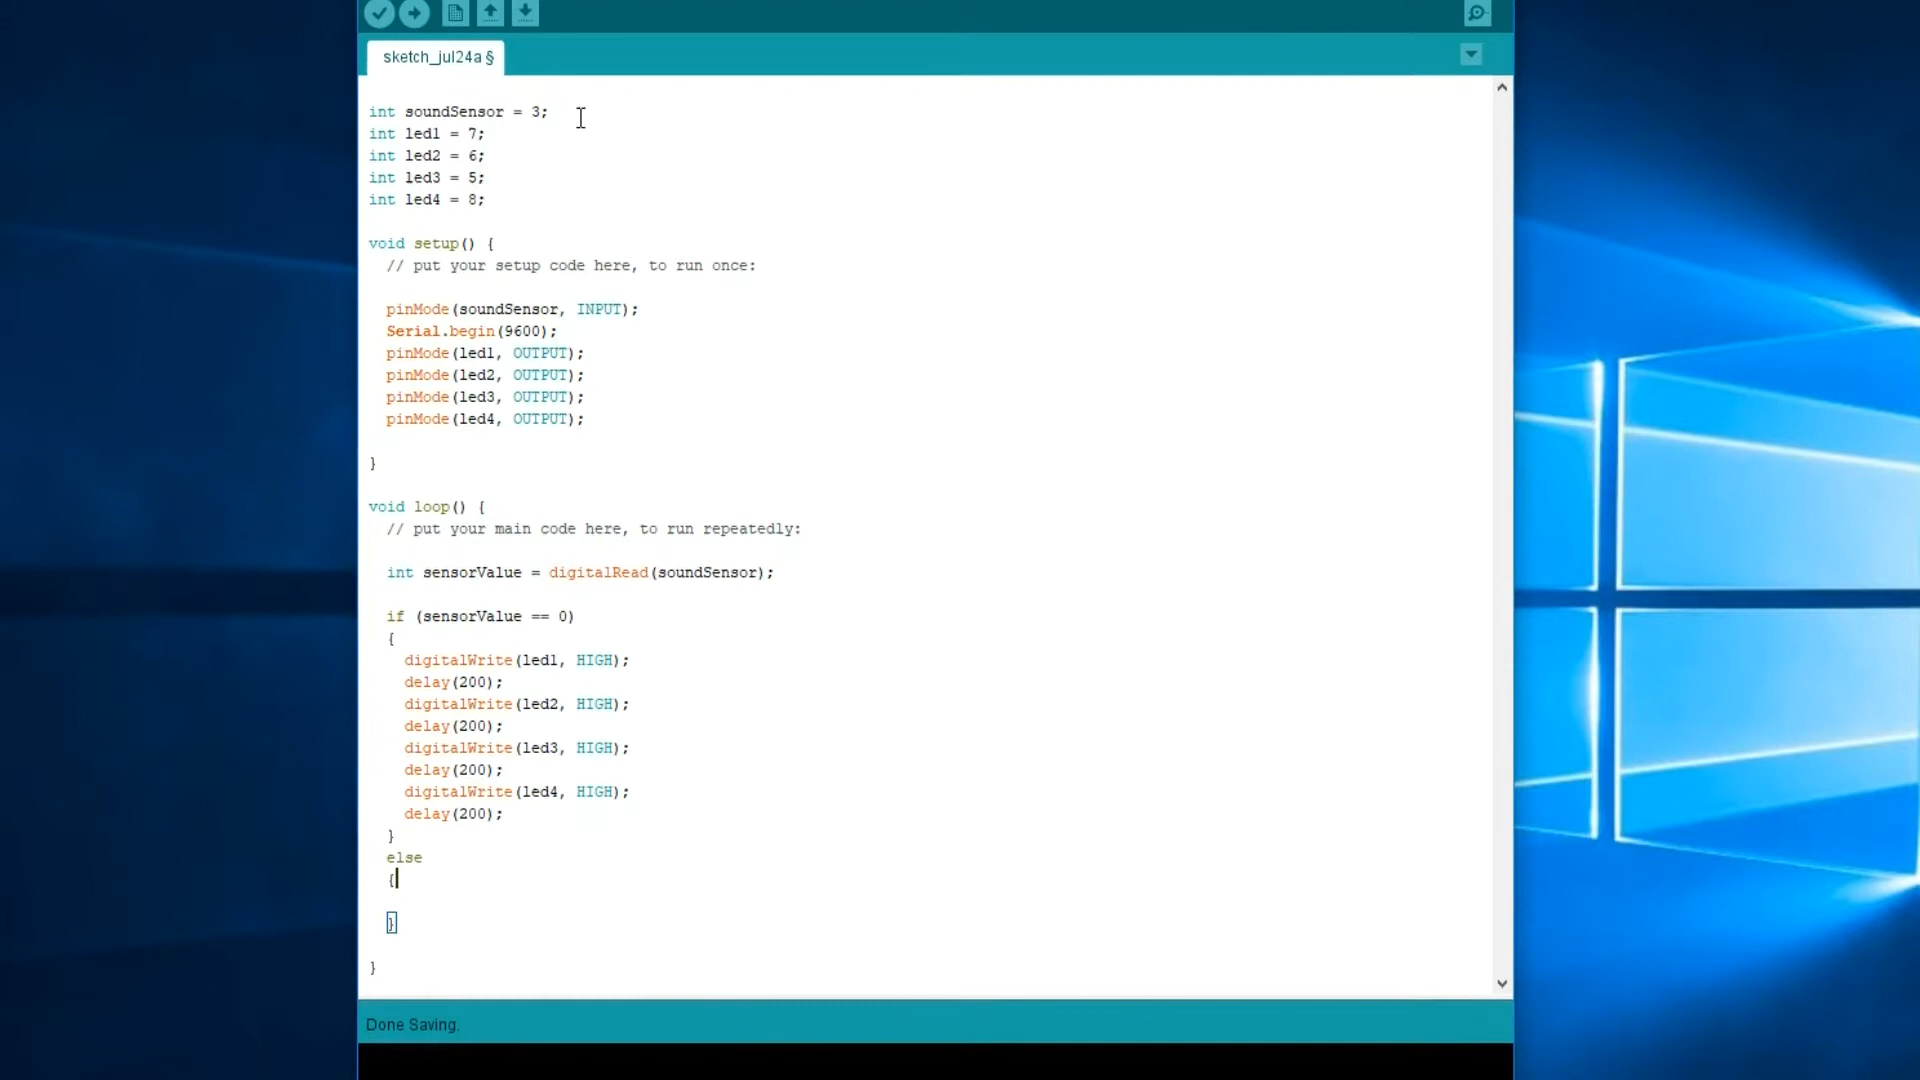 sketch_jul24a §
int soundSensor = 3;
int led1 = 7;
int led2 = 6;
int led3 = 5;
int led4 = 8;
void setup() {
// put your setup code here, to run once:
pinMode(soundSensor, INPUT);
Serial.begin(9600);
pinMode(led1, OUTPUT);
pinMode(led2, OUTPUT);
pinMode(led3, OUTPUT);
pinMode(led4, OUTPUT);
}
void loop() {
// put your main code here, to run repeatedly:
int sensorValue = digitalRead(soundSensor);
if (sensorValue == 0)
{
digitalWrite(led1, HIGH);
delay(200);
digitalWrite(led2, HIGH);
delay(200);
digitalWrite(led3, HIGH);
delay(200);
digitalWrite(led4, HIGH);
delay(200);
}
else
{
}
}
Done Saving.